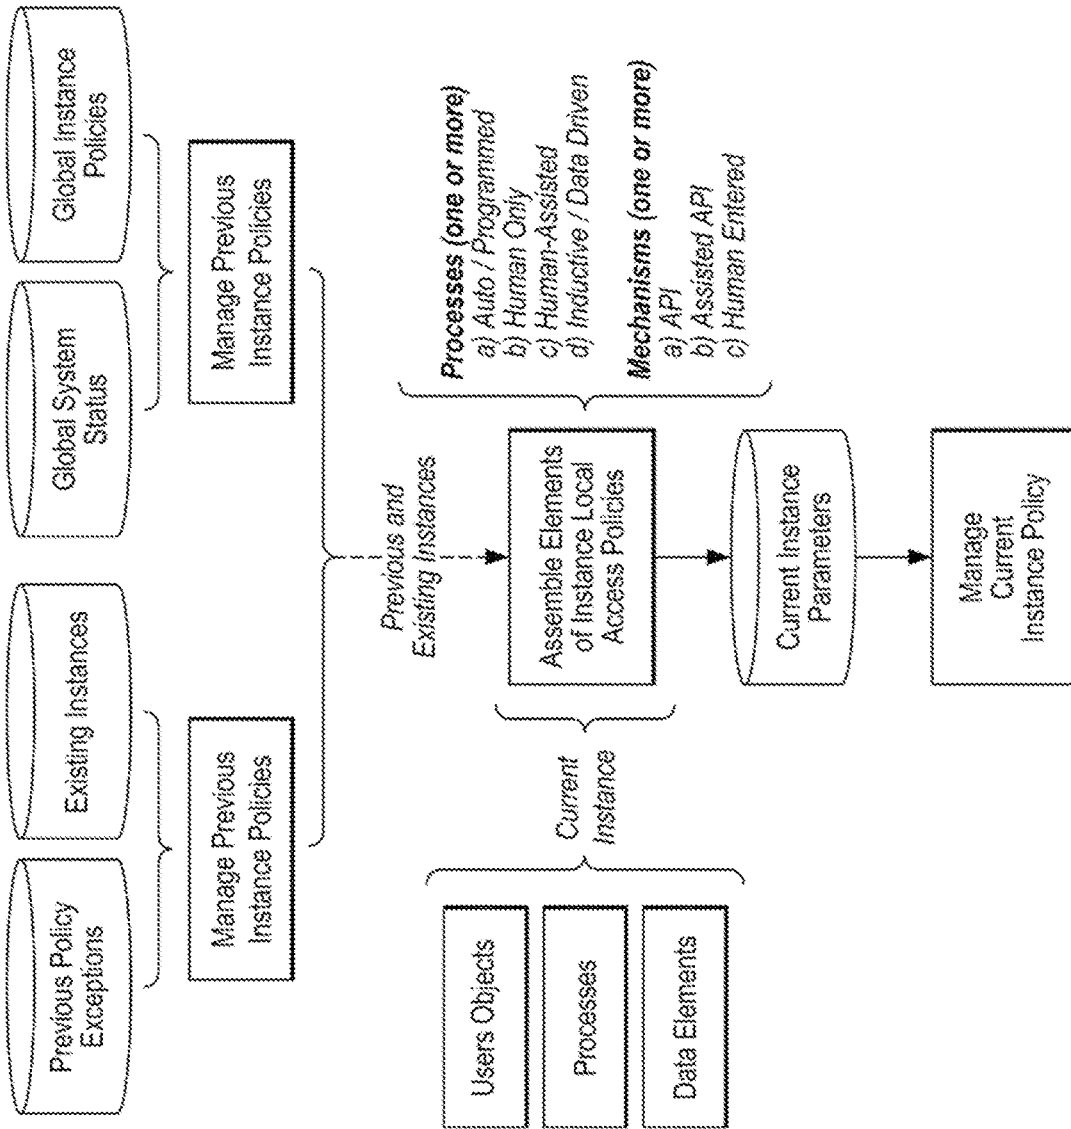 Previous Policy
Exceptions
Existing Instances
Global System
Status
Global Instance
Policies
Manage Previous
Instance Policies
Manage Previous
Instance Policies
Previous and
Existing Instances
Users Objects
Processes
Data Elements
Current
Instance
Assemble Elements
of Instance Local
Access Policies
Processes (one or more)
a) Auto / Programmed
b) Human Only
c) Human-Assisted
d) Inductive / Data Driven
Mechanisms (one or more)
a) API
b) Assisted API
c) Human Entered
Current Instance
Parameters
Manage
Current
Instance Policy